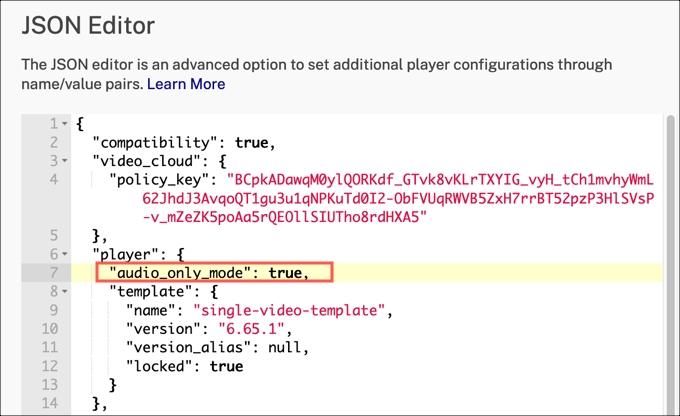 JSON Editor
The JSON editor is an advanced option to set additional player configurations through
name/value pairs. Learn More
1 {
2 "compatibility": true,
3 "video_cloud": {
4 "policy_key": "BCpkADawqM0ylQORKdf_GTvk8vKLrTXYIG_vyH_tCh1mvhyWmL
62JhdJ3AvqoQT1gu3u1qNPKuTd0I2-ObFVUqRWVB5ZxH7rrBT52pzP3HlSVsP
-v_mZeZK5poAa5rQEOllSIUTho8rdHXA5"
5 },
6 "player": {
7 "audio_only_mode": true,
8 "template": {
9 "name": "single-video-template",
10 "version": "6.65.1",
11 "version_alias": null,
12 "locked": true
13 }
14 },